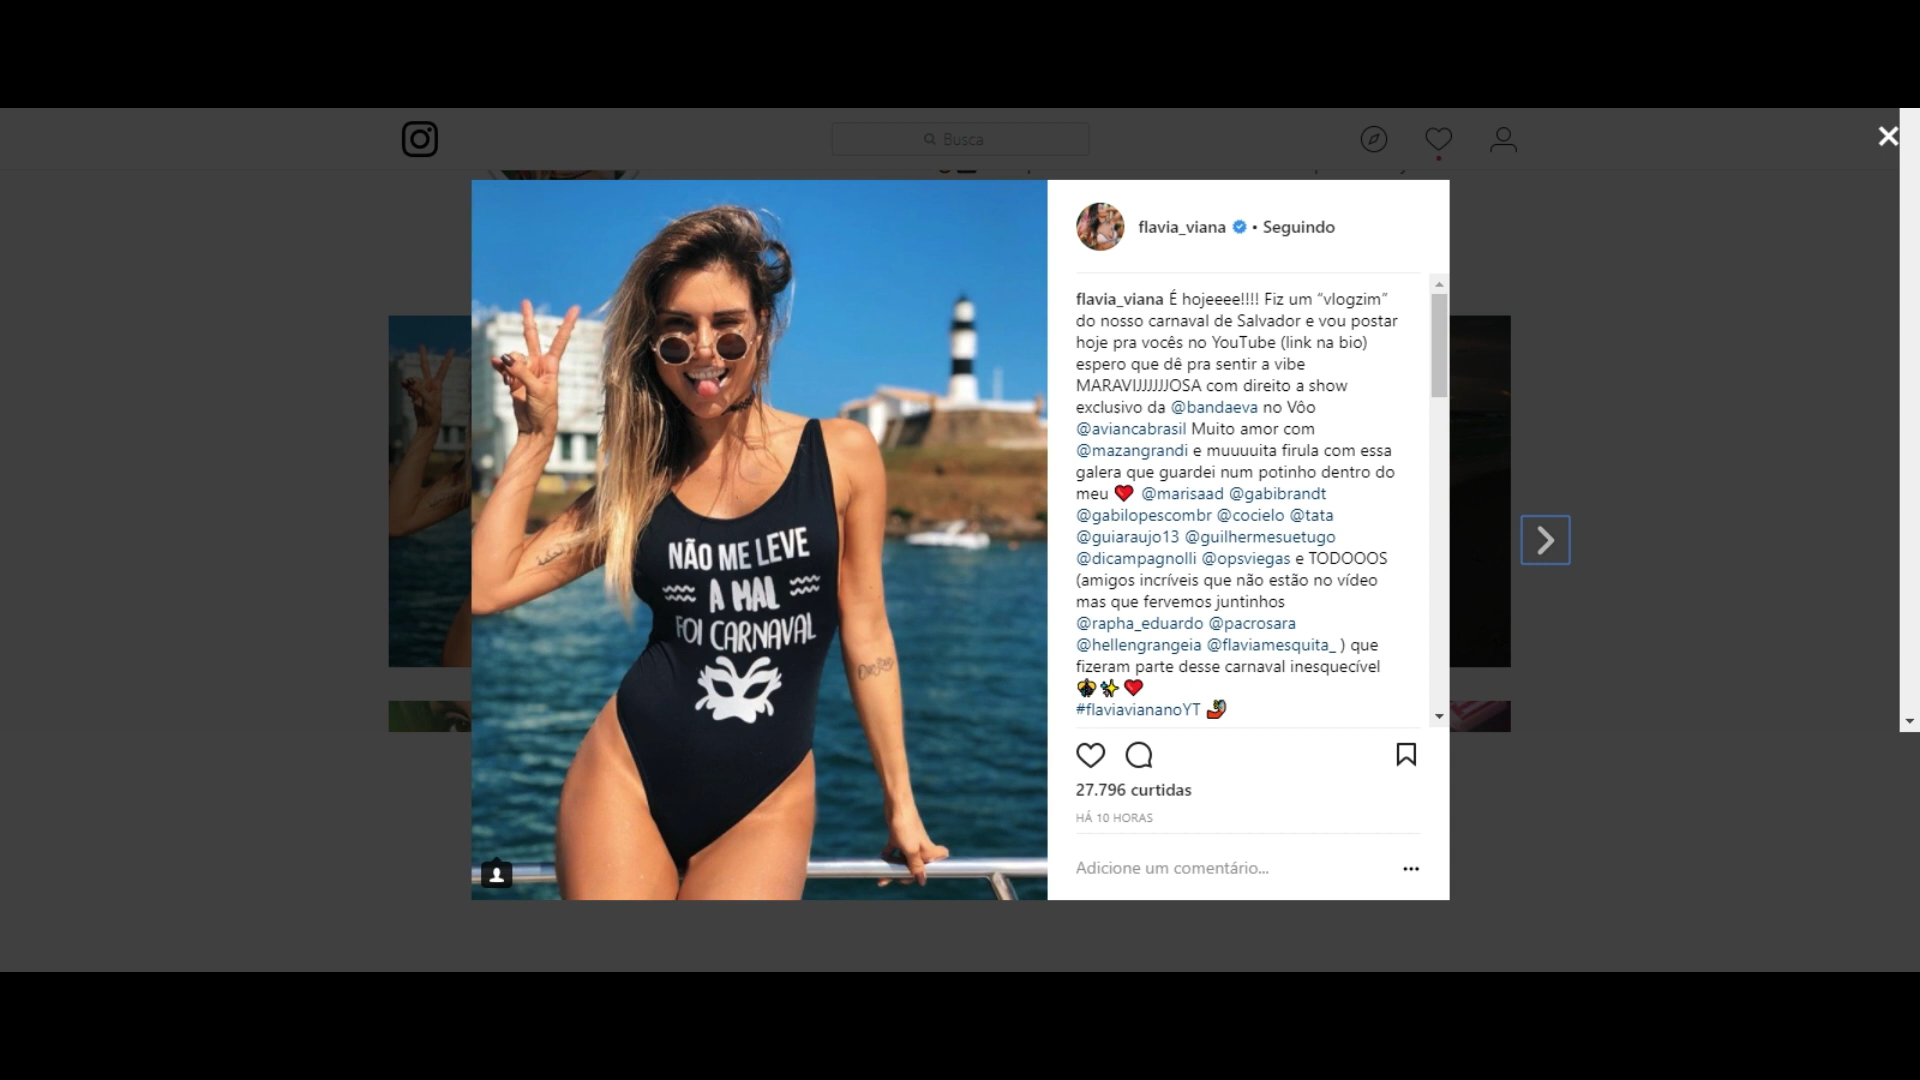 Busca
flavia_viana • Seguindo
flavia_viana É hojeeee!!!! Fiz um “vlogzim”
do nosso carnaval de Salvador e vou postar
hoje pra vocês no YouTube (link na bio)
espero que dê pra sentir a vibe
MARAVIJJJJJJOSA com direito a show
exclusivo da @bandaeva no Vôo
@aviancabrasil Muito amor com
@mazangrandi e muuuuita firula com essa
galera que guardei num potinho dentro do
meu ❤ @marisaad @gabibrandt
@gabilopescombr @cocielo @tata
@guiaraujo13 @guilhermesuetugo
@dicampagnolli @opsviegas e TODOOOS
(amigos incríveis que não estão no vídeo
mas que fervemos juntinhos
@rapha_eduardo @pacrosara
@hellengrangeia @flaviamesquita_ ) que
fizeram parte desse carnaval inesquecível
#flaviaviananoYT
27.796 curtidas
HÁ 10 HORAS
Adicione um comentário...
NÃO ME LEVE
A MAL
FOI CARNAVAL